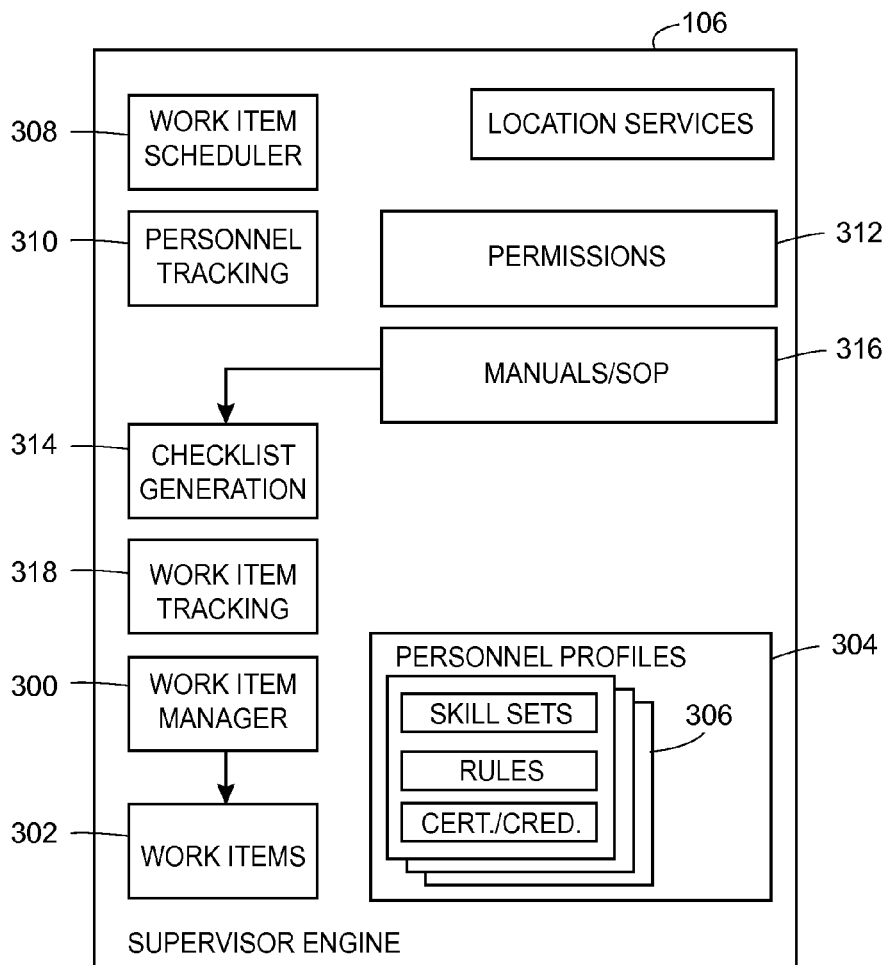 106
308
WORK ITEM
SCHEDULER
LOCATION SERVICES
310
PERSONNEL
TRACKING
PERMISSIONS
312
MANUALS/SOP
316
314
CHECKLIST
GENERATION
318
WORK ITEM
TRACKING
300
WORK ITEM
MANAGER
302
WORK ITEMS
PERSONNEL PROFILES
304
SKILL SETS
306
RULES
CERT./CRED.
SUPERVISOR ENGINE